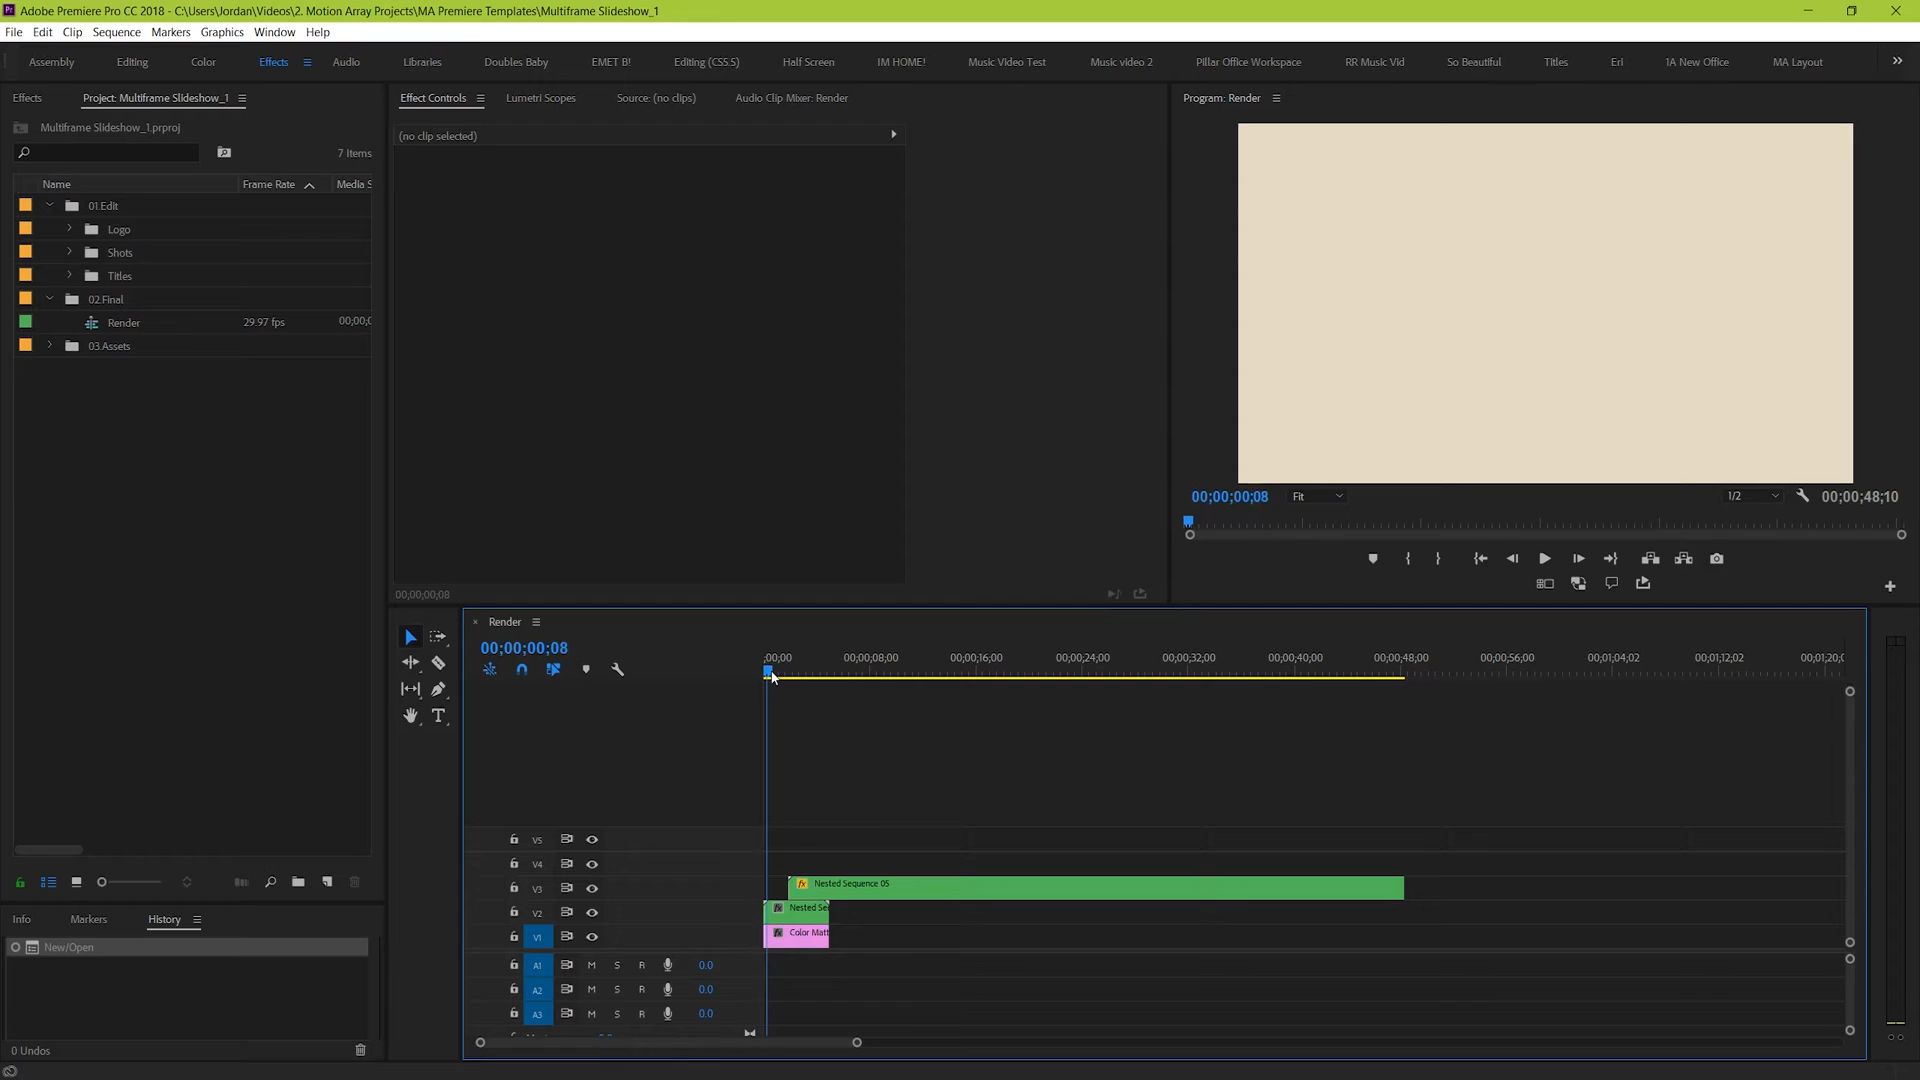 Adobe Premiere Pro CC 2018 - C:\Users\Jordan\Videos\2. Motion Array Projects\MA Premiere Templates\Multiframe Slideshow_1
File Edit Clip Sequence Markers Graphics Window Help
Assembly Editing Color Effects Audio Libraries Doubles Baby EMET B! Editing (CS5.5) Half Screen IM HOME! Music Video Test Music video 2 Pillar Office Workspace RR Music Vid So Beautiful Titles Eri 1A New Office MA Layout
Effects Project: Multiframe Slideshow_1 Effect Controls Lumetri Scopes Source: (no clips) Audio Clip Mixer: Render Program: Render
Multiframe Slideshow_1.prproj
(no clip selected)
7 Items
Name Frame Rate Media S
01.Edit
Logo
Shots
Titles
02.Final
Render 29.97 fps 00;00;0
03.Assets
00;00;00;08 Fit 1/2 00;00;48;10
00;00;00;08
Render
00;00;00;08
;00;00 00;00;08;00 00;00;16;00 00;00;24;00 00;00;32;00 00;00;40;00 00;00;48;00 00;00;56;00 00;01;04;02 00;01;12;02 00;01;20;0
V5
V4
V3 fx Nested Sequence 05
V2 fx Nested Se
V1 fx Color Matt
A1 M S R 0.0
A2 M S R 0.0
A3 M S R 0.0
Info Markers History
New/Open
0 Undos